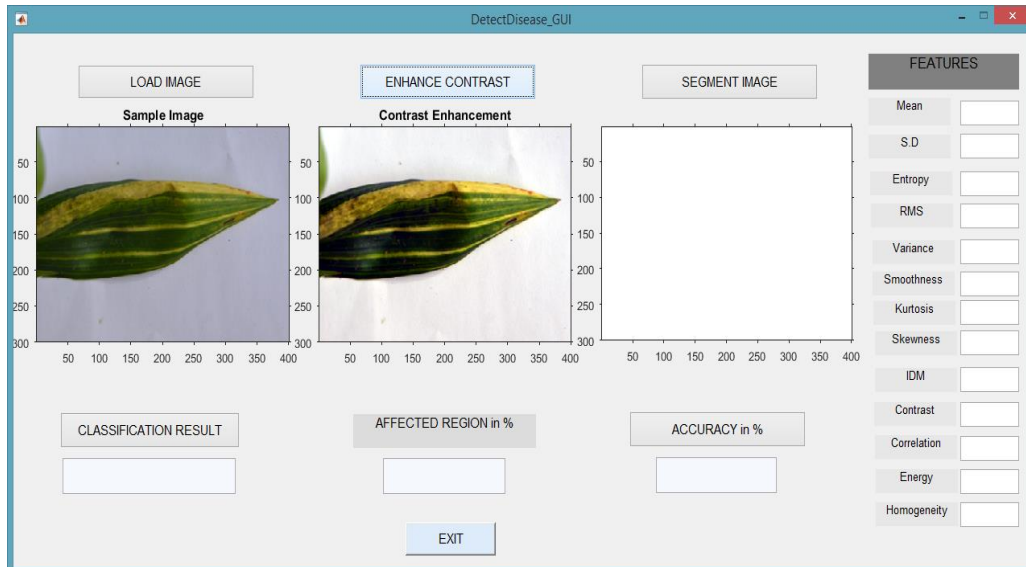 DetectDisease_GUI
LOAD IMAGE
ENHANCE CONTRAST
SEGMENT IMAGE
Sample Image
Contrast Enhancement
50
100
150
200
250
300
50 100 150 200 250 300 350 400
50
100
150
200
250
300
50 100 150 200 250 300 350 400
50
100
150
200
250
300
50 100 150 200 250 300 350 400
CLASSIFICATION RESULT
AFFECTED REGION in %
ACCURACY in %
EXIT
FEATURES
Mean
S.D
Entropy
RMS
Variance
Smoothness
Kurtosis
Skewness
IDM
Contrast
Correlation
Energy
Homogeneity